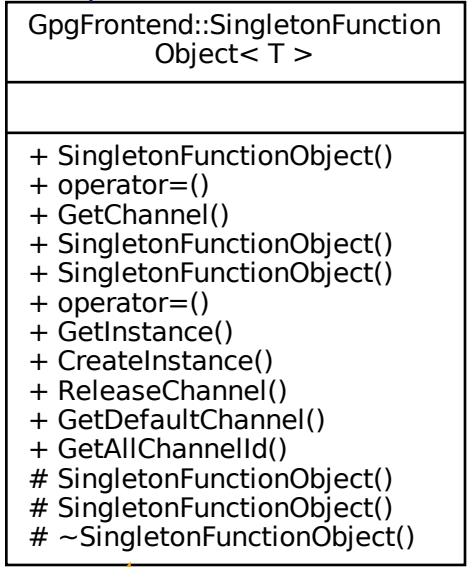 GpgFrontend::SingletonFunction
Object< T >
+ SingletonFunctionObject()
+ operator=()
+ GetChannel()
+ SingletonFunctionObject()
+ SingletonFunctionObject()
+ operator=()
+ GetInstance()
+ CreateInstance()
+ ReleaseChannel()
+ GetDefaultChannel()
+ GetAllChannelId()
# SingletonFunctionObject()
# SingletonFunctionObject()
# ~SingletonFunctionObject()